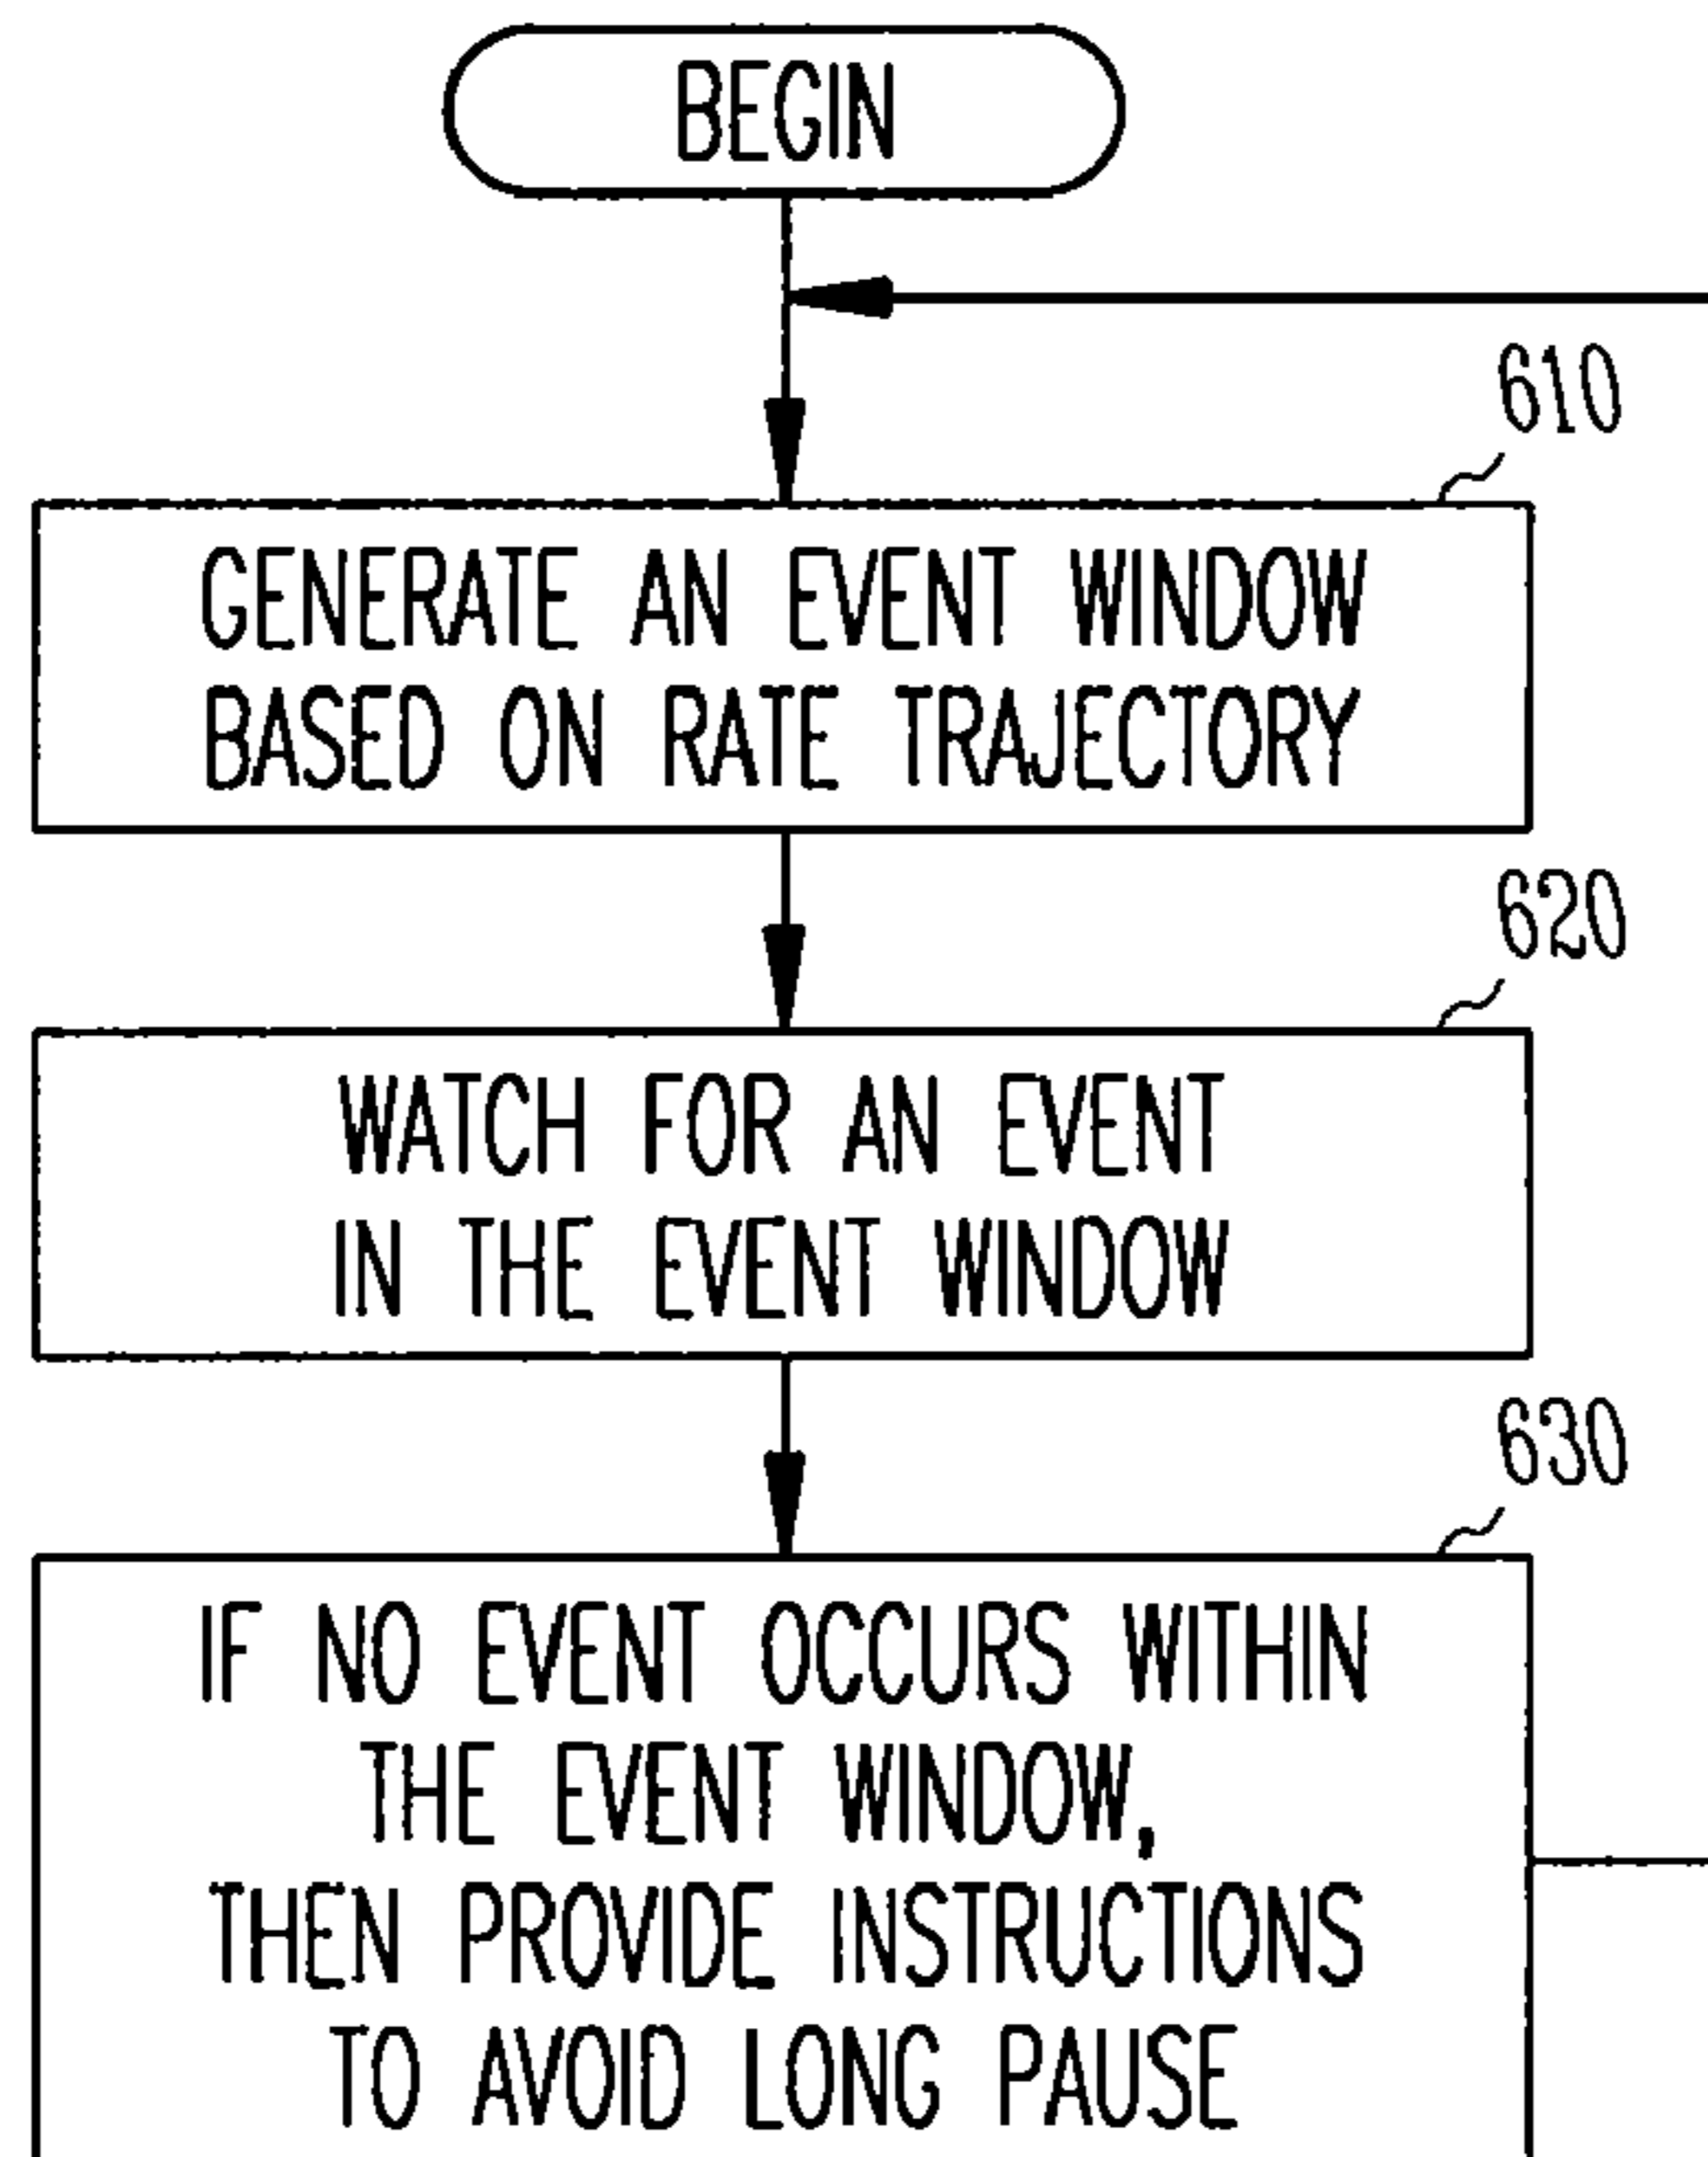 BEGIN
610
GENERATE AN EVENT WINDOW
BASED ON RATE TRAJECTORY
620
WATCH FOR AN EVENT
IN THE EVENT WINDOW
630
IF NO EVENT OCCURS WITHIN
THE EVENT WINDOW,
THEN PROVIDE INSTRUCTIONS
TO AVOID LONG PAUSE